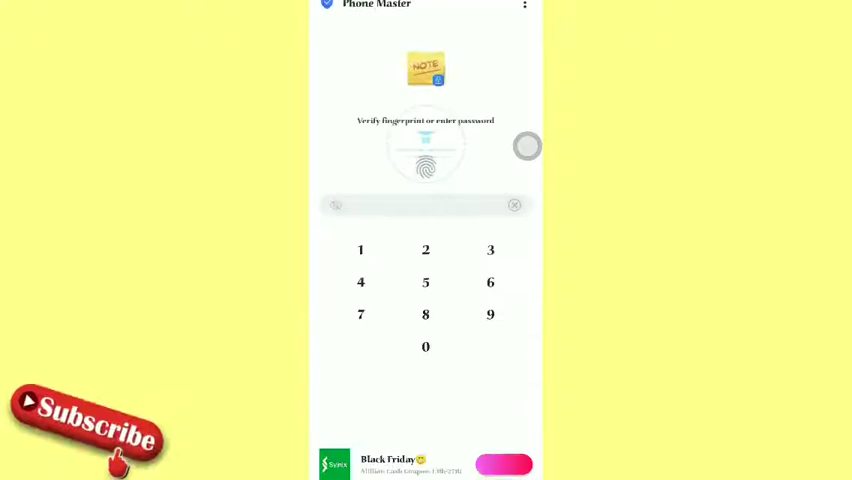 Phone Master
NOTE
Verify fingerprint or enter password
1 2 3
4 5 6
7 8 9
0
Subscribe
Black Friday😋